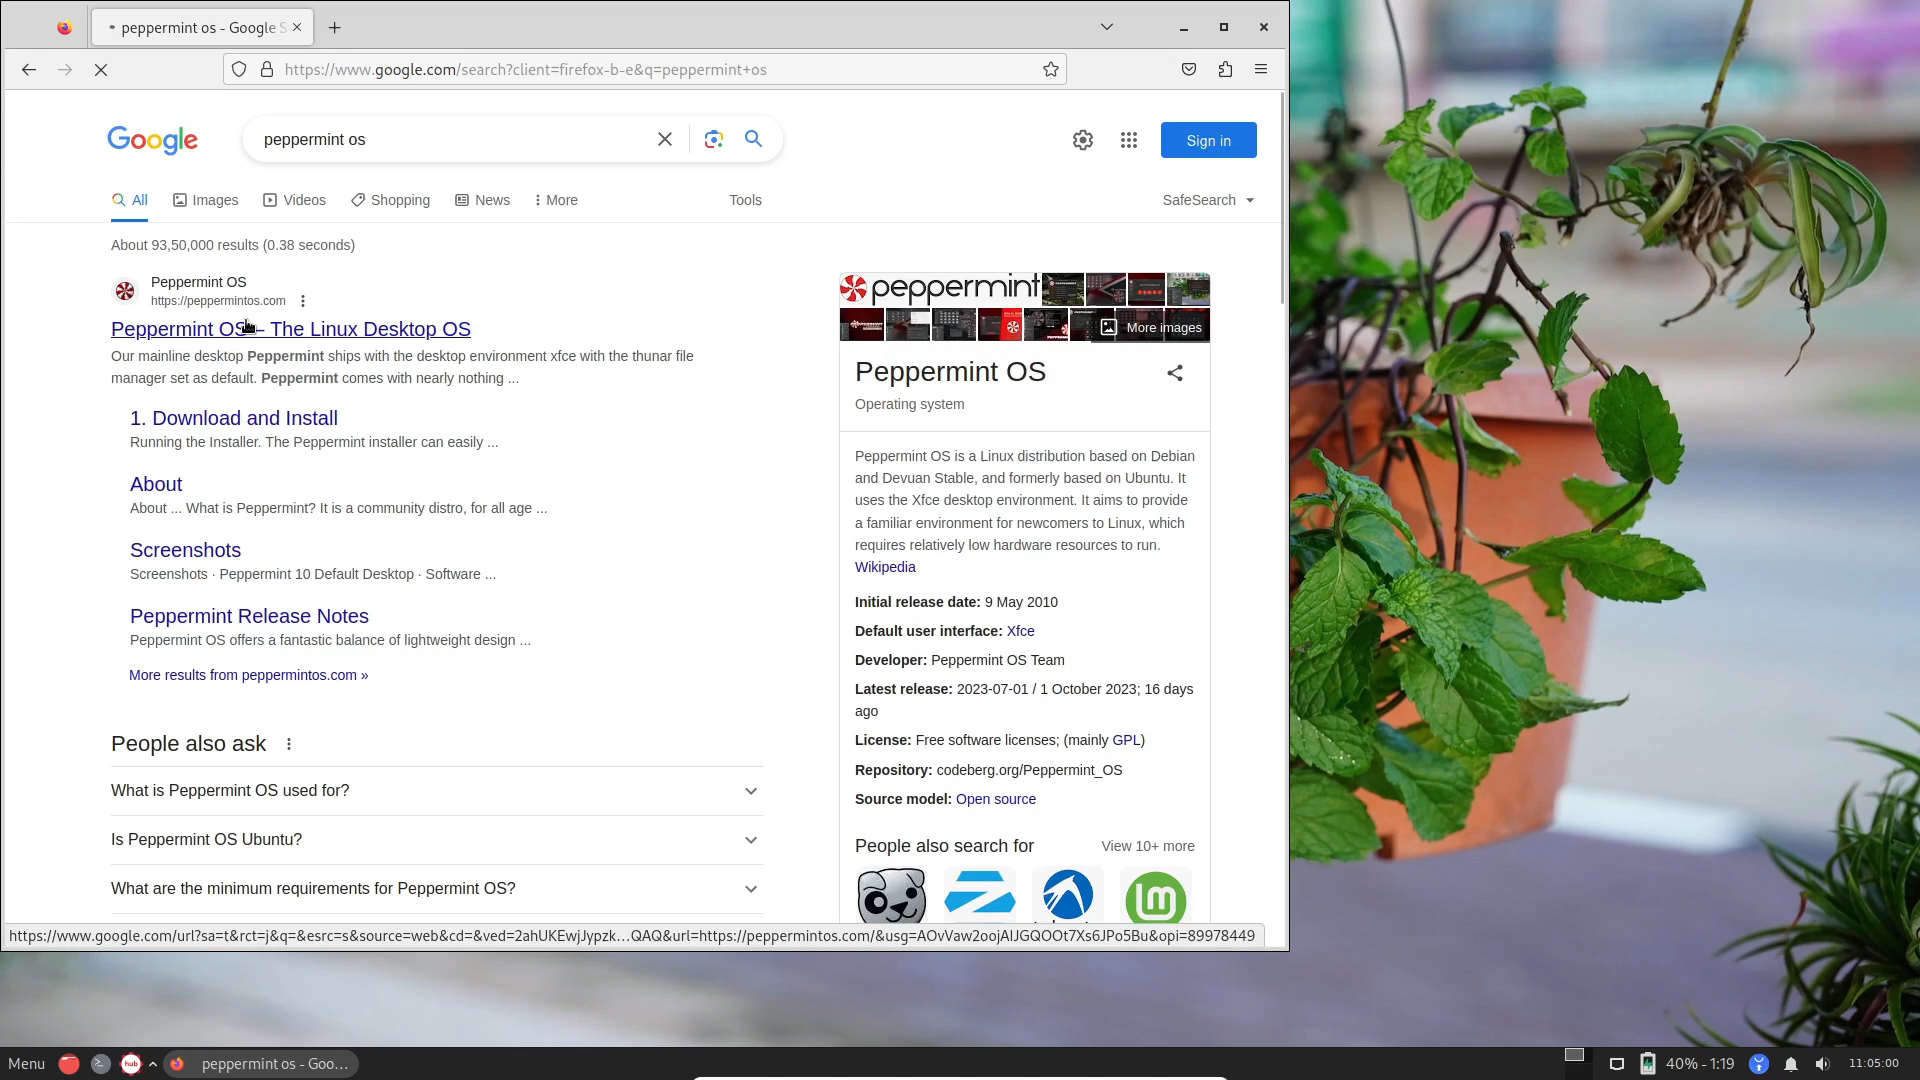 peppermint os - Google S
https://www.google.com/search?client=firefox-b-e&q=peppermint+os
Google
peppermint os
Sign in
All
Images
Videos
Shopping
News
More
Tools
SafeSearch
About 93,50,000 results (0.38 seconds)
Peppermint OS
https://peppermintos.com
Peppermint OS – The Linux Desktop OS
Our mainline desktop Peppermint ships with the desktop environment xfce with the thunar file
manager set as default. Peppermint comes with nearly nothing ...
1. Download and Install
Running the Installer. The Peppermint installer can easily ...
About
About ... What is Peppermint? It is a community distro, for all age ...
Screenshots
Screenshots · Peppermint 10 Default Desktop · Software ...
Peppermint Release Notes
Peppermint OS offers a fantastic balance of lightweight design ...
More results from peppermintos.com »
People also ask
What is Peppermint OS used for?
Is Peppermint OS Ubuntu?
What are the minimum requirements for Peppermint OS?
peppermint
More images
Peppermint OS
Operating system
Peppermint OS is a Linux distribution based on Debian
and Devuan Stable, and formerly based on Ubuntu. It
uses the Xfce desktop environment. It aims to provide
a familiar environment for newcomers to Linux, which
requires relatively low hardware resources to run.
Wikipedia
Initial release date: 9 May 2010
Default user interface: Xfce
Developer: Peppermint OS Team
Latest release: 2023-07-01 / 1 October 2023; 16 days
ago
License: Free software licenses; (mainly GPL)
Repository: codeberg.org/Peppermint_OS
Source model: Open source
People also search for
View 10+ more
https://www.google.com/url?sa=t&rct=j&q=&esrc=s&source=web&cd=&ved=2ahUKEwjJypzk…QAQ&url=https://peppermintos.com/&usg=AOvVaw2oojAIJGQOOt7Xs6JPo5Bu&opi=89978449
Menu
hub
peppermint os - Goo...
40% - 1:19
11:05:00